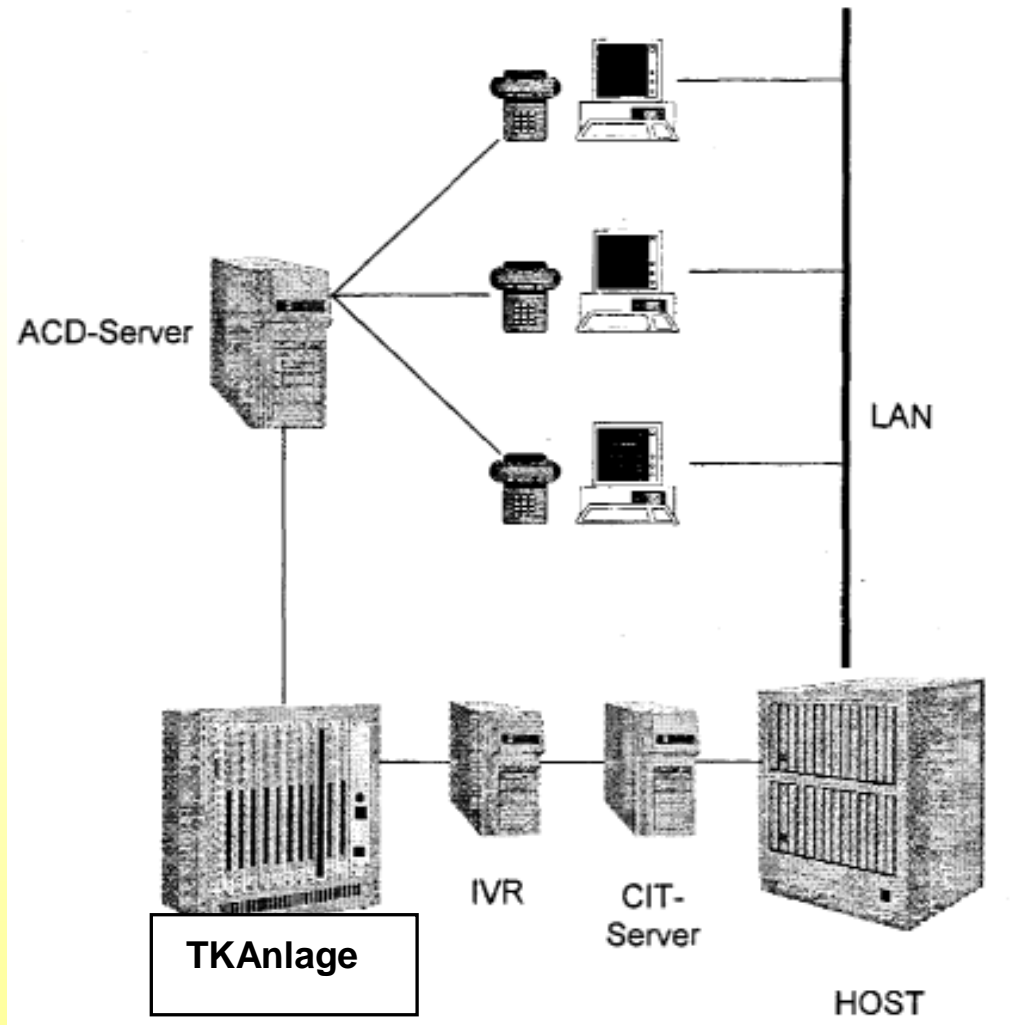 ACD-Server
LAN
IVR
CIT-
Server
TKAnlage
HOST